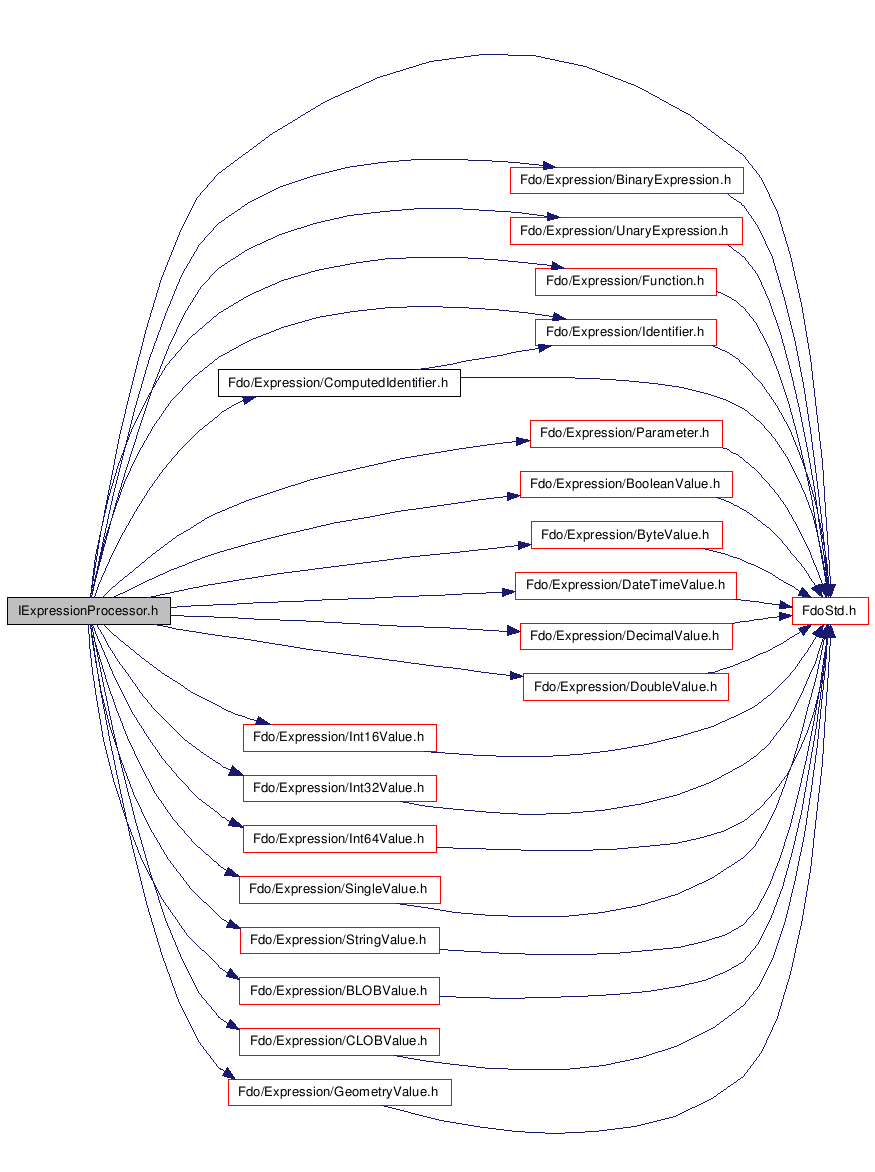 Fdo/Expression/BinaryExpression.h
Fdo/Expression/UnaryExpression.h
Fdo/Expression/Function.h
Fdo/Expression/Identifier.h
Fdo/Expression/ComputedIdentifier.h
Fdo/Expression/Parameter.h
Fdo/Expression/BooleanValue.h
Fdo/Expression/ByteValue.h
Fdo/Expression/DateTimeValue.h
IExpressionProcessor.h
FdoStd.h
Fdo/Expression/DecimalValue.h
Fdo/Expression/DoubleValue.h
Fdo/Expression/Int16Value.h
Fdo/Expression/Int32Value.h
Fdo/Expression/Int64Value.h
Fdo/Expression/SingleValue.h
Fdo/Expression/StringValue.h
Fdo/Expression/BLOBValue.h
Fdo/Expression/CLOBValue.h
Fdo/Expression/GeometryValue.h